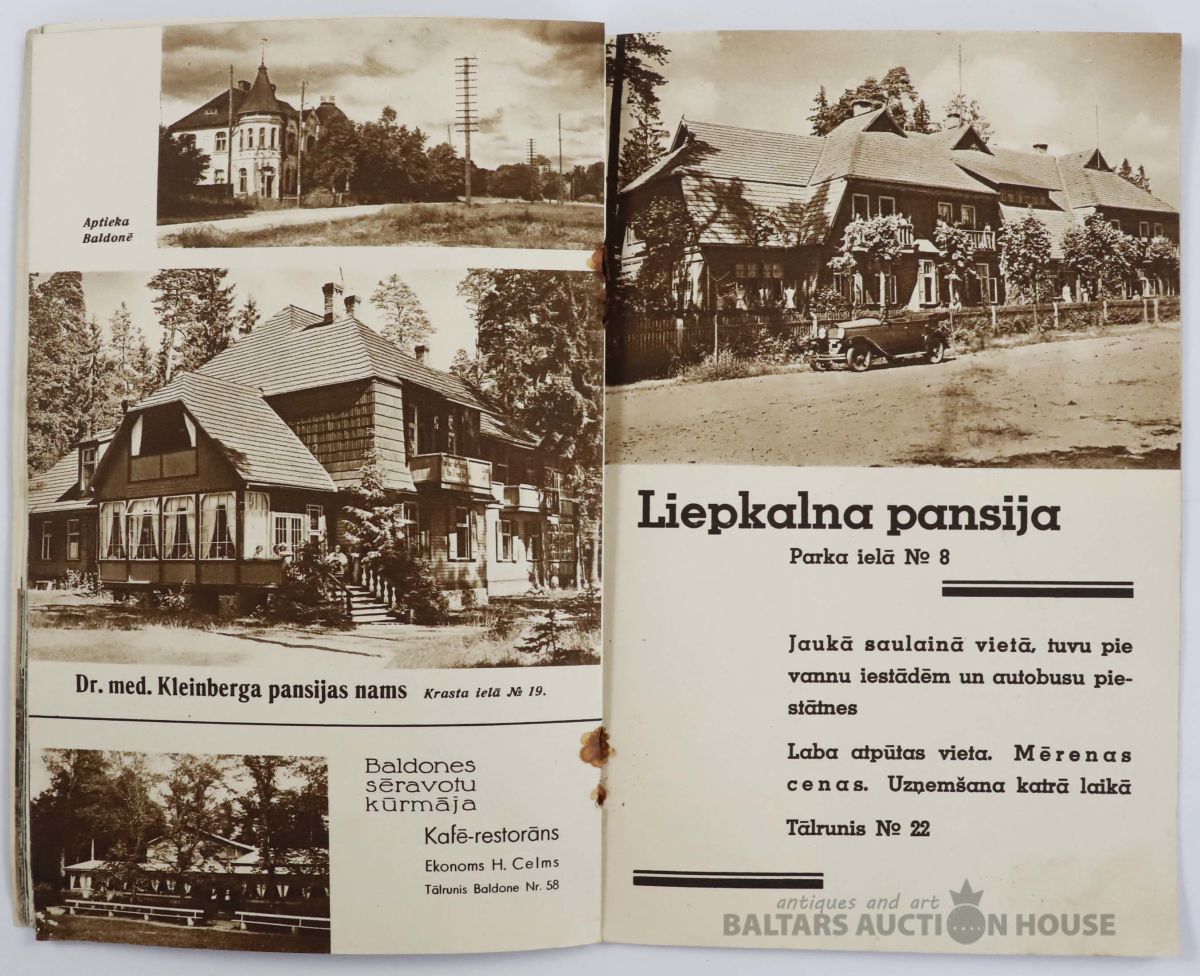 Aptieka
Baldonē
Dr. med. Kleinberga pansijas nams Krasta ielā № 19.
Baldones
sēravotu
kūrmāja
Kafē-restorāns
Ekonoms H. Celms
Tālrunis Baldone Nr. 58
Liepkalna pansija
Parka ielā № 8
Jaukā saulainā vietā, tuvu pie
vannu iestādēm un autobusu pie-
stātnes
Laba atpūtas vieta. Mērenas
cenas. Uzņemšana katrā laikā
Tālrunis № 22
antiques and art
BALTARS AUCTION HOUSE